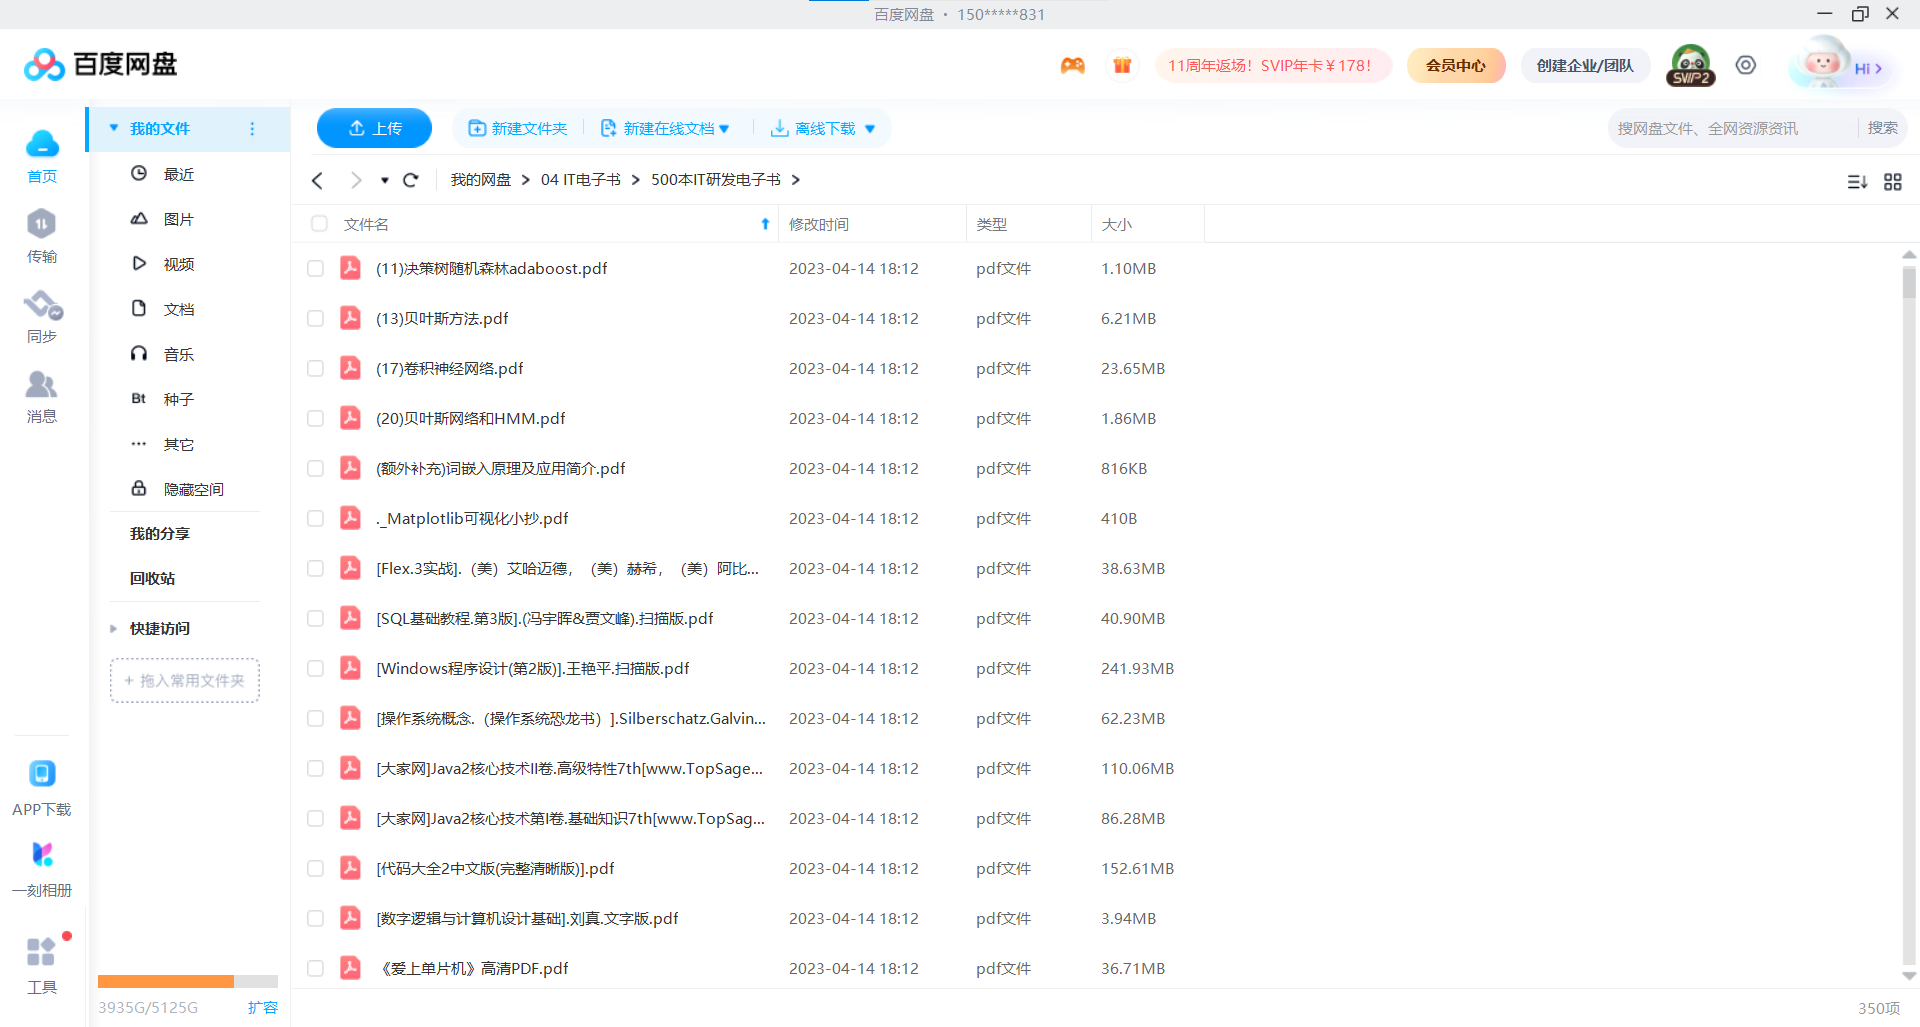 百度网盘 · 150*****831
百度网盘
11周年返场！SVIP年卡￥178！
会员中心
创建企业/团队
SVIP2
Hi
首页
传输
同步
消息
APP下载
一刻相册
工具
我的文件
最近
图片
视频
文档
音乐
Bt 种子
其它
隐藏空间
我的分享
回收站
快捷访问
+ 拖入常用文件夹
3935G/5125G 扩容
上传 新建文件夹 新建在线文档 离线下载
搜网盘文件、全网资源资讯 搜索
我的网盘 > 04 IT电子书 > 500本IT研发电子书 >
文件名 修改时间 类型 大小
(11)决策树随机森林adaboost.pdf 2023-04-14 18:12 pdf文件 1.10MB
(13)贝叶斯方法.pdf 2023-04-14 18:12 pdf文件 6.21MB
(17)卷积神经网络.pdf 2023-04-14 18:12 pdf文件 23.65MB
(20)贝叶斯网络和HMM.pdf 2023-04-14 18:12 pdf文件 1.86MB
(额外补充)词嵌入原理及应用简介.pdf 2023-04-14 18:12 pdf文件 816KB
._Matplotlib可视化小抄.pdf 2023-04-14 18:12 pdf文件 410B
[Flex.3实战].（美）艾哈迈德，（美）赫希，（美）阿比... 2023-04-14 18:12 pdf文件 38.63MB
[SQL基础教程.第3版].(冯宇晖&贾文峰).扫描版.pdf 2023-04-14 18:12 pdf文件 40.90MB
[Windows程序设计(第2版)].王艳平.扫描版.pdf 2023-04-14 18:12 pdf文件 241.93MB
[操作系统概念.（操作系统恐龙书）].Silberschatz.Galvin... 2023-04-14 18:12 pdf文件 62.23MB
[大家网]Java2核心技术II卷.高级特性7th[www.TopSage... 2023-04-14 18:12 pdf文件 110.06MB
[大家网]Java2核心技术第I卷.基础知识7th[www.TopSag... 2023-04-14 18:12 pdf文件 86.28MB
[代码大全2中文版(完整清晰版)].pdf 2023-04-14 18:12 pdf文件 152.61MB
[数字逻辑与计算机设计基础].刘真.文字版.pdf 2023-04-14 18:12 pdf文件 3.94MB
《爱上单片机》高清PDF.pdf 2023-04-14 18:12 pdf文件 36.71MB
350项